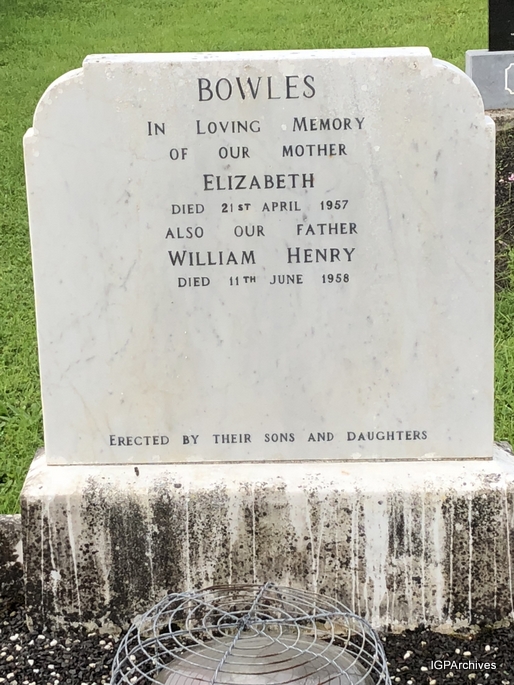 BOWLES
IN LOVING MEMORY
OF OUR MOTHER
ELIZABETH
DIED 21ST APRIL 1957
ALSO OUR FATHER
WILLIAM HENRY
DIED 11TH JUNE 1958
ERECTED BY THEIR SONS AND DAUGHTERS
IGPArchives